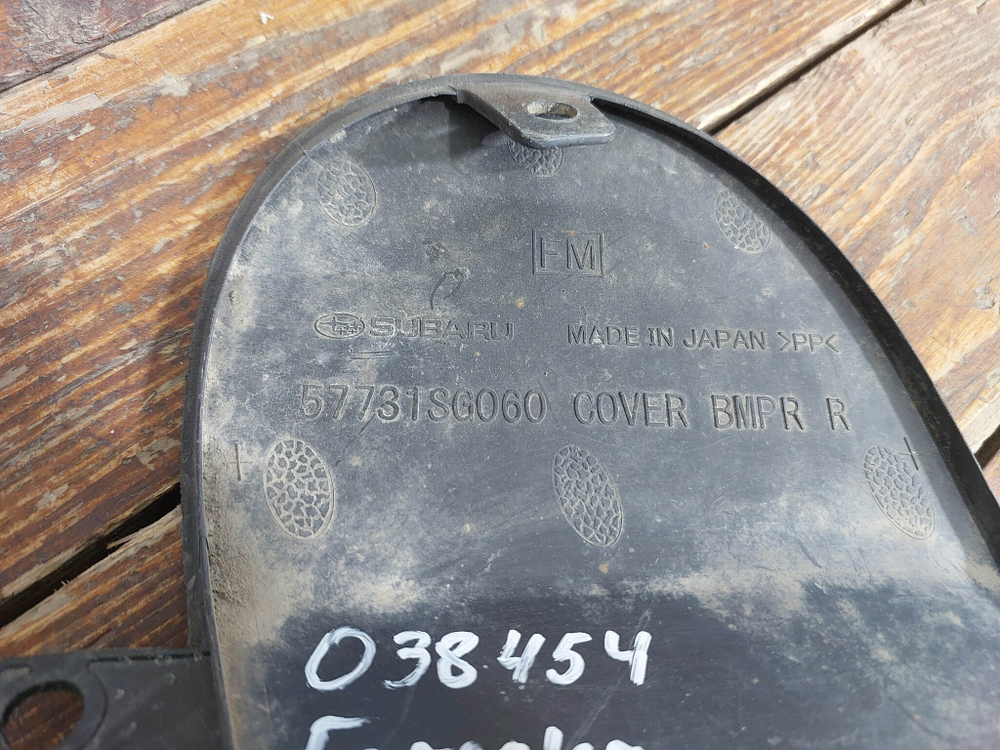 FM
SUBARU MADE IN JAPAN >PP<
57731SG060 COVER BMPR R
038454